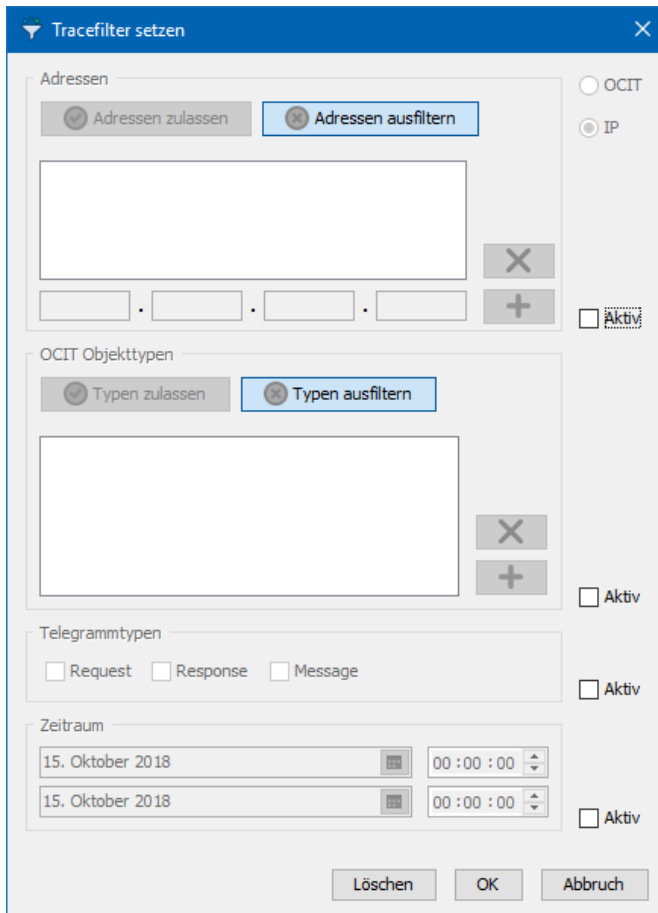 Tracefilter setzen
Adressen
OCIT
Adressen zulassen
Adressen ausfiltern
IP
. . .
Aktiv
OCIT Objekttypen
Typen zulassen
Typen ausfiltern
Aktiv
Telegrammtypen
Request
Response
Message
Aktiv
Zeitraum
15. Oktober 2018
00 : 00 : 00
15. Oktober 2018
00 : 00 : 00
Aktiv
Löschen
OK
Abbruch